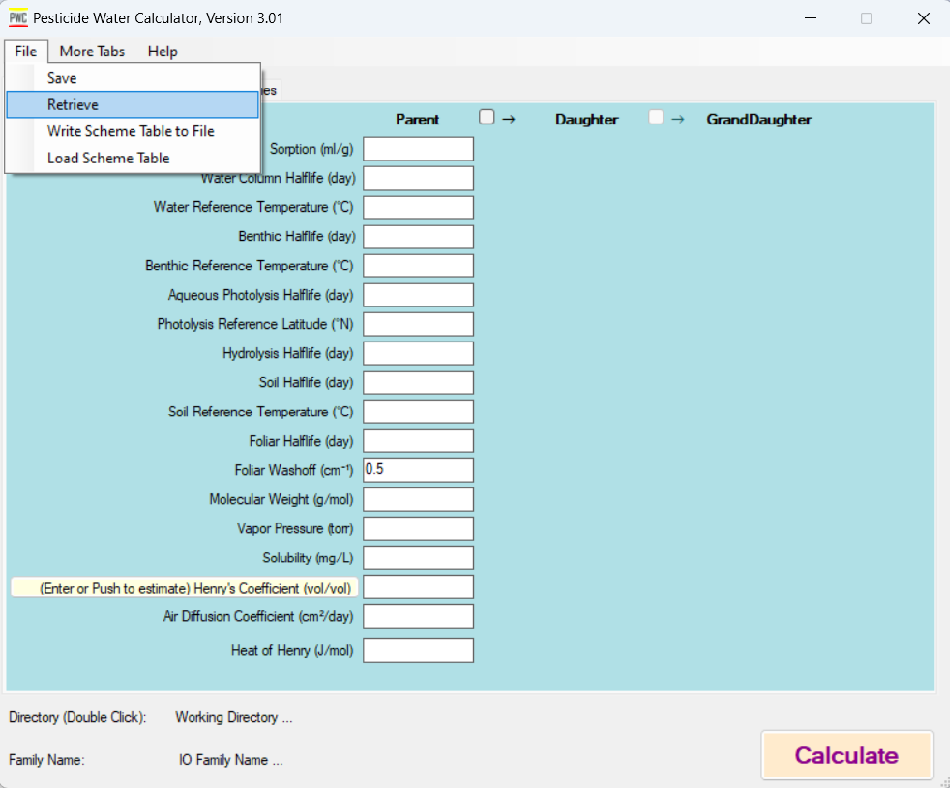 PWC Pesticide Water Calculator, Version 3.01
File More Tabs Help
Save
Retrieve
Write Scheme Table to File
Load Scheme Table
Parent → Daughter → GrandDaughter
Sorption (ml/g)
Water Column Halflife (day)
Water Reference Temperature (°C)
Benthic Halflife (day)
Benthic Reference Temperature (°C)
Aqueous Photolysis Halflife (day)
Photolysis Reference Latitude (°N)
Hydrolysis Halflife (day)
Soil Halflife (day)
Soil Reference Temperature (°C)
Foliar Halflife (day)
Foliar Washoff (cm⁻¹) 0.5
Molecular Weight (g/mol)
Vapor Pressure (torr)
Solubility (mg/L)
(Enter or Push to estimate) Henry's Coefficient (vol/vol)
Air Diffusion Coefficient (cm²/day)
Heat of Henry (J/mol)
Directory (Double Click): Working Directory ...
Family Name: IO Family Name ...
Calculate